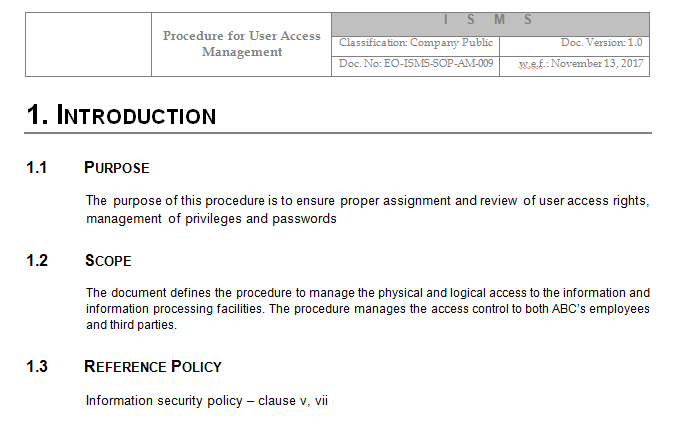 I S M S
Procedure for User Access
Management
Classification: Company Public
Doc. Version: 1.0
Doc. No: EO-ISMS-SOP-AM-009
w.e.f.: November 13, 2017
1. INTRODUCTION
1.1 PURPOSE
The purpose of this procedure is to ensure proper assignment and review of user access rights,
management of privileges and passwords
1.2 SCOPE
The document defines the procedure to manage the physical and logical access to the information and
information processing facilities. The procedure manages the access control to both ABC's employees
and third parties.
1.3 REFERENCE POLICY
Information security policy – clause v, vii